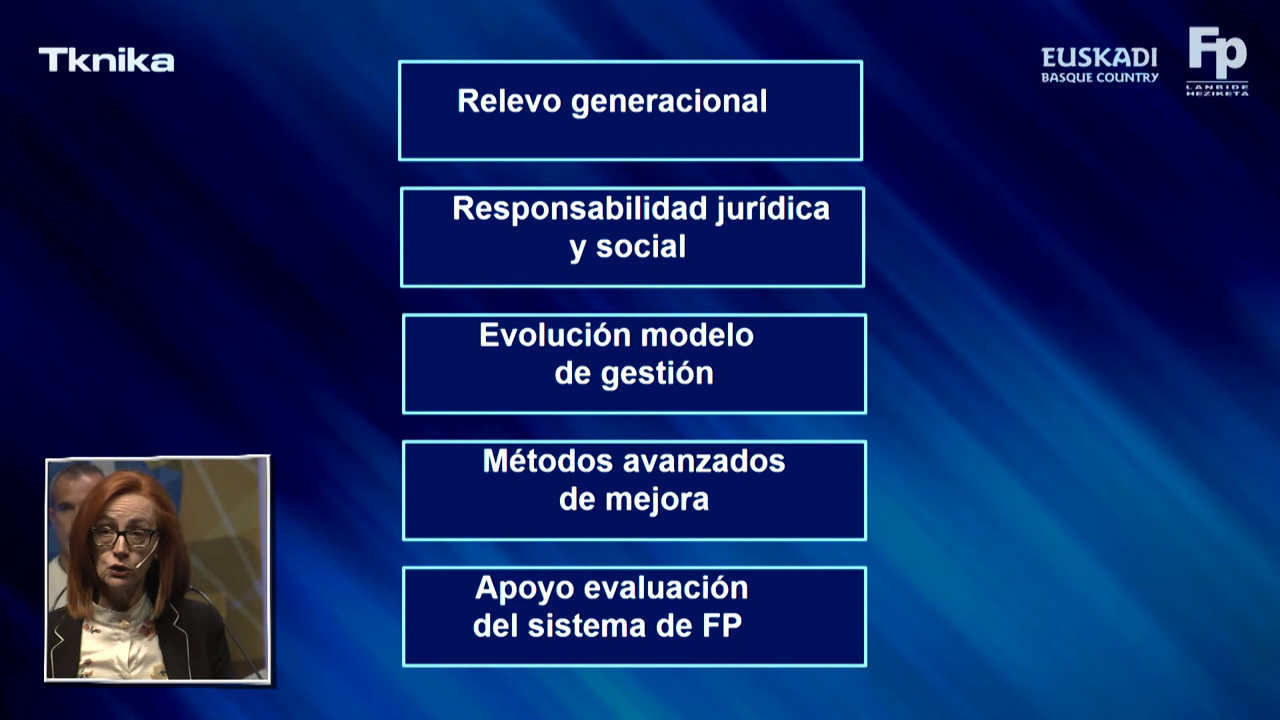 Tknika
EUSKADI
BASQUE COUNTRY
Fp
LANBIDE
HEZIKETA
Relevo generacional
Responsabilidad jurídica
y social
Evolución modelo
de gestión
Métodos avanzados
de mejora
Apoyo evaluación
del sistema de FP